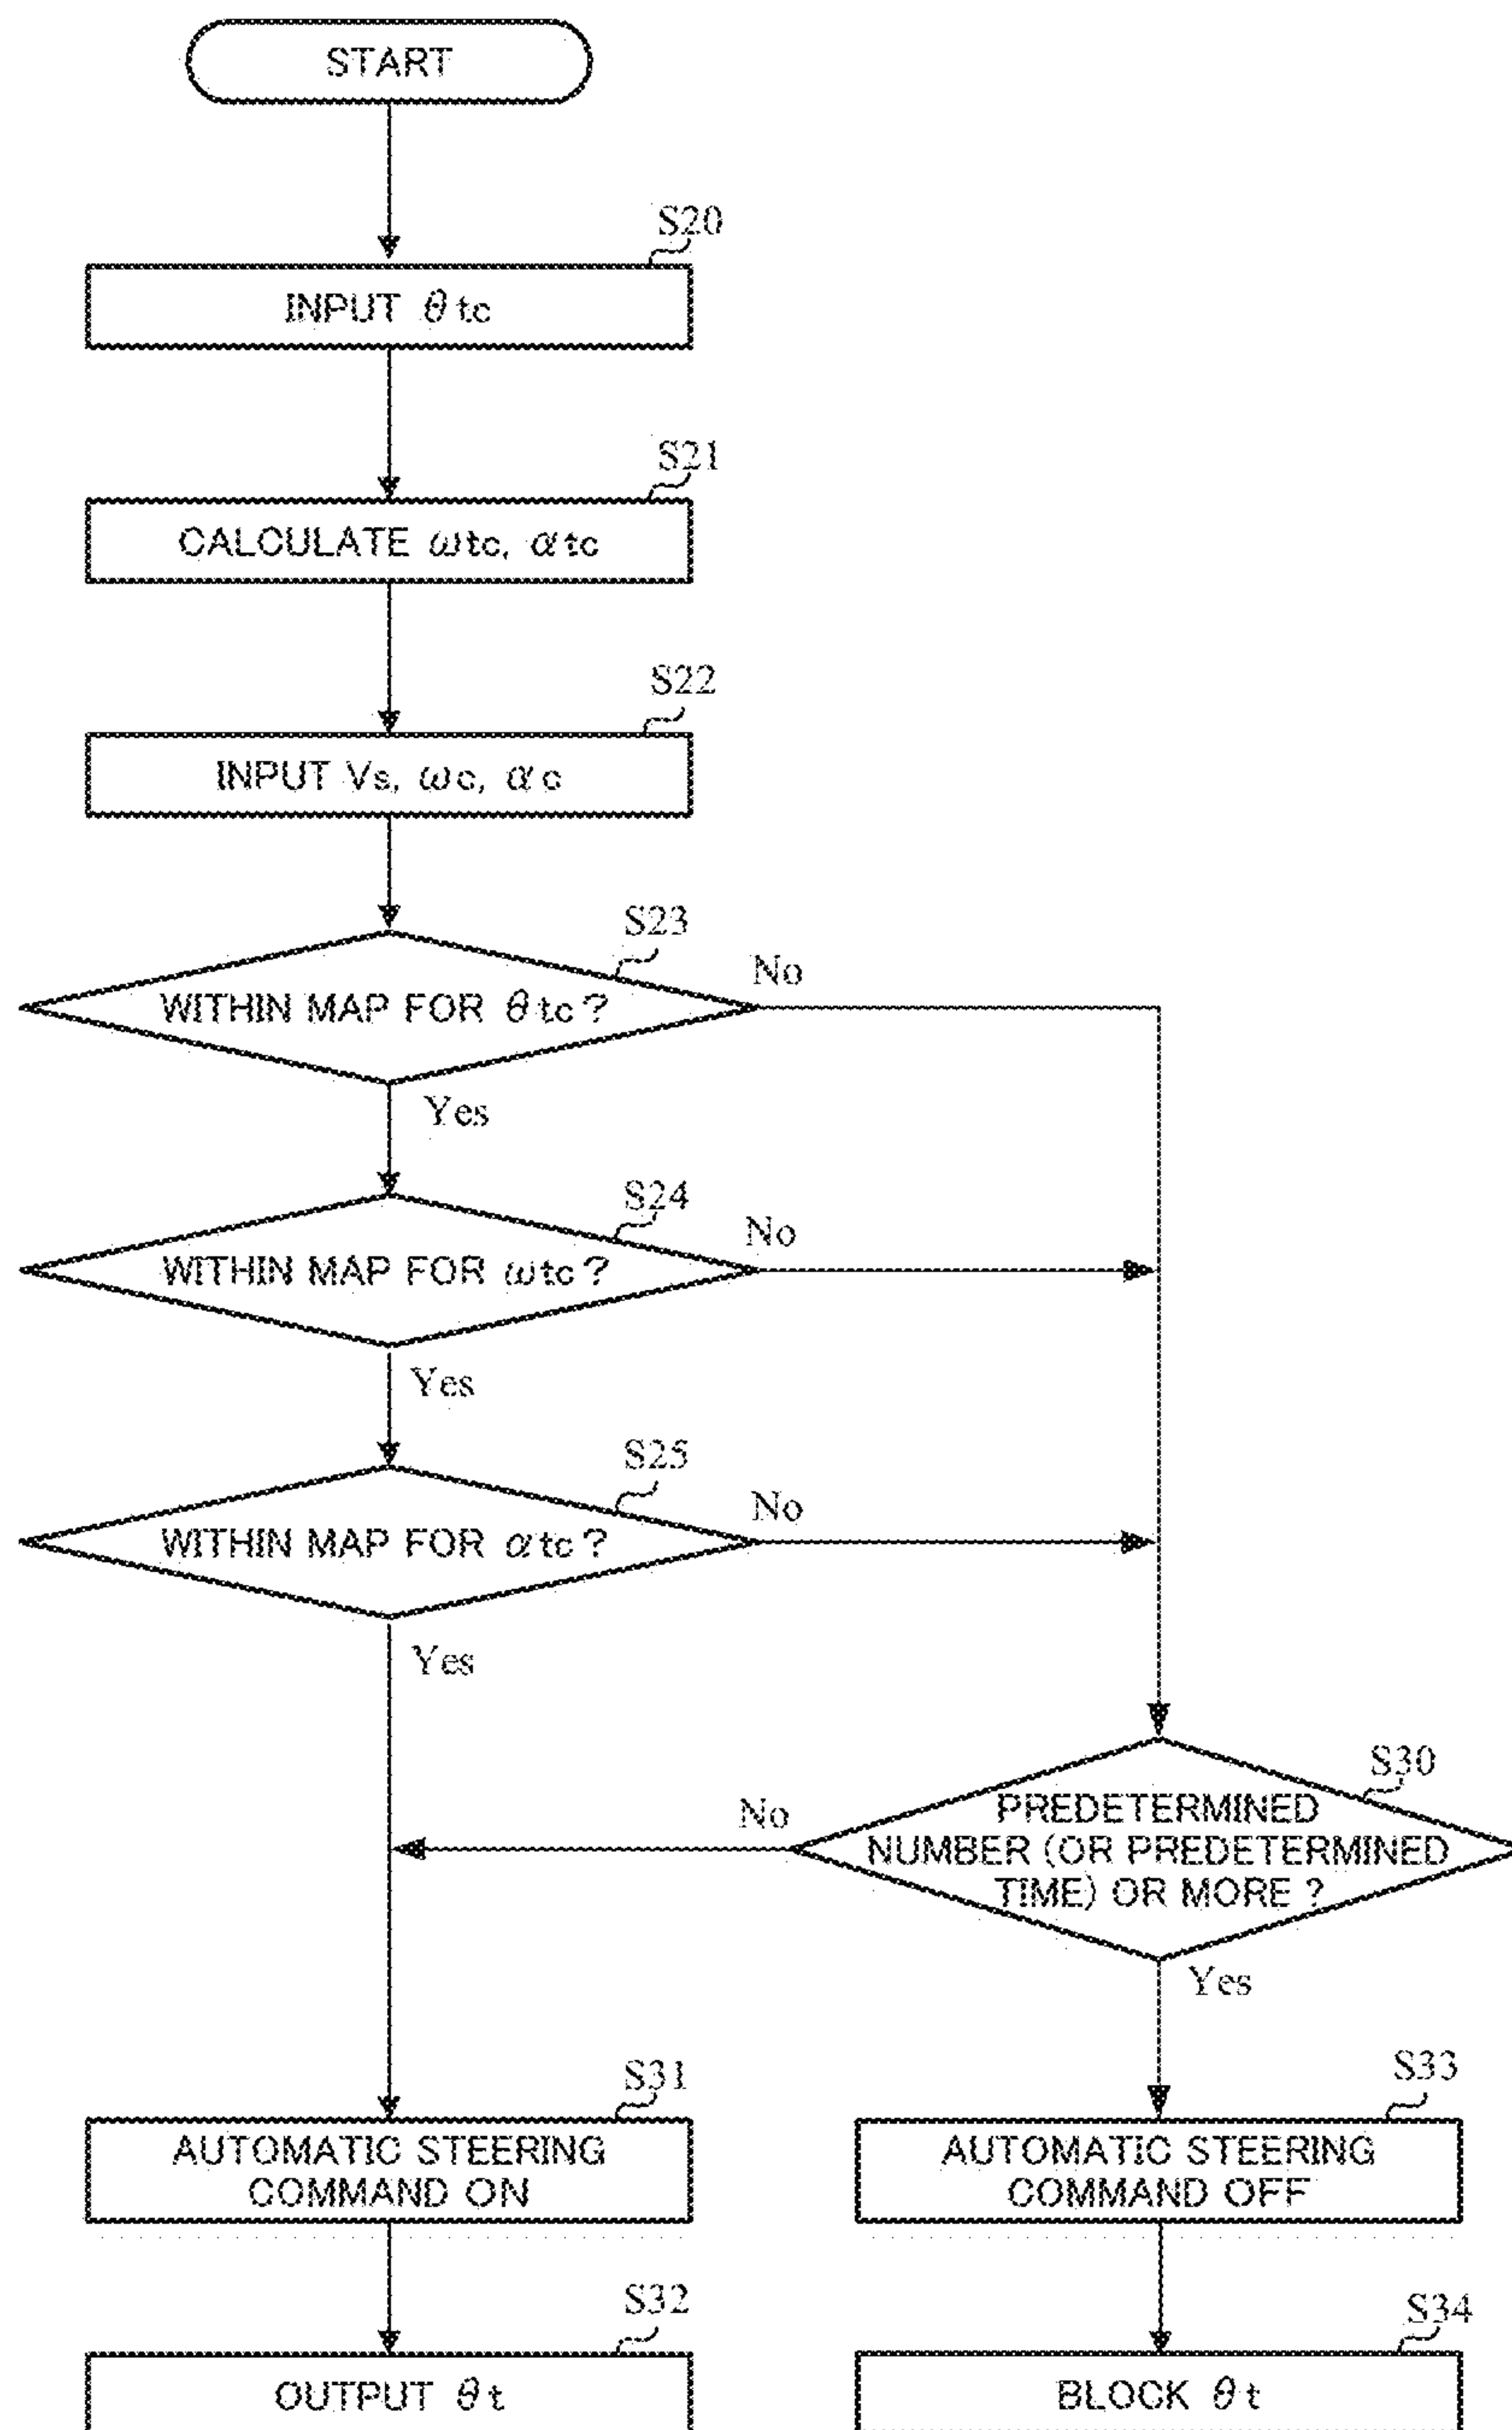 START
S20
INPUT θtc
S21
CALCULATE ωtc, αtc
S22
INPUT Vs, ωc, αc
S23
WITHIN MAP FOR θtc?
No
Yes
S24
WITHIN MAP FOR ωtc?
No
Yes
S25
WITHIN MAP FOR αtc?
No
Yes
S30
PREDETERMINED
NUMBER (OR PREDETERMINED
TIME) OR MORE?
No
Yes
S31
AUTOMATIC STEERING
COMMAND ON
S33
AUTOMATIC STEERING
COMMAND OFF
S32
OUTPUT θt
S34
BLOCK θt